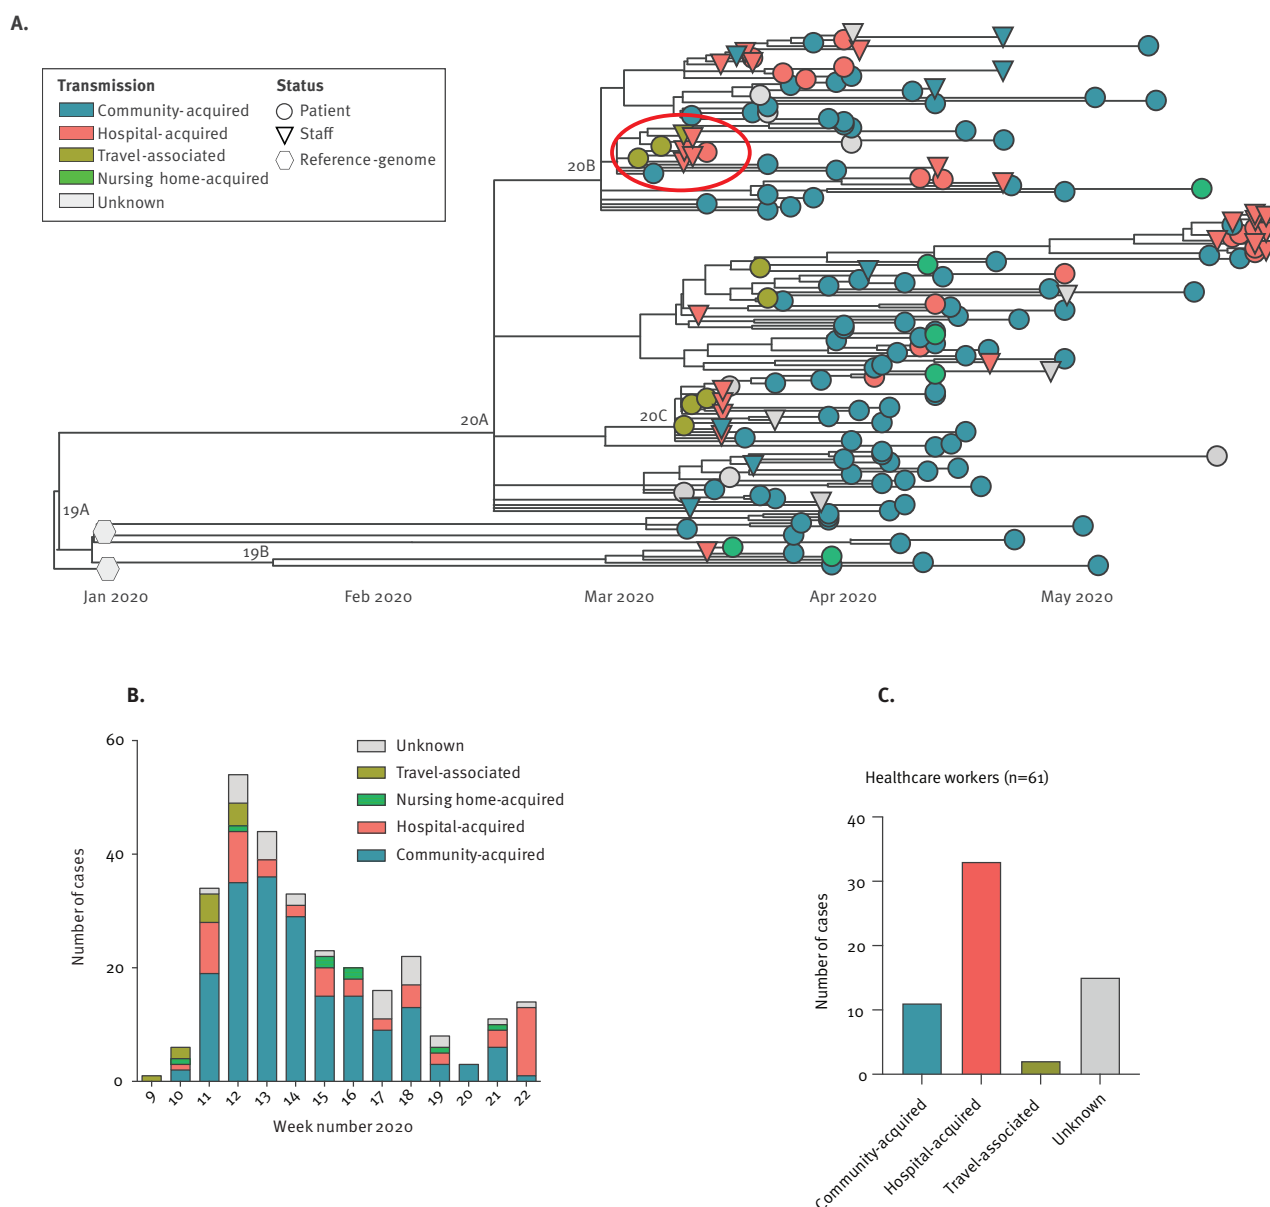 A.
Transmission
Community-acquired
Hospital-acquired
Travel-associated
Nursing home-acquired
Unknown
Status
Patient
Staff
Reference-genome
20B
20A
20C
19A
19B
Jan 2020
Feb 2020
Mar 2020
Apr 2020
May 2020
B.
60
40
20
0
Number of cases
Unknown
Travel-associated
Nursing home-acquired
Hospital-acquired
Community-acquired
9
10
11
12
13
14
15
16
17
18
19
20
21
22
Week number 2020
C.
Healthcare workers (n=61)
40
30
20
10
0
Number of cases
Community-acquired
Hospital-acquired
Travel-associated
Unknown